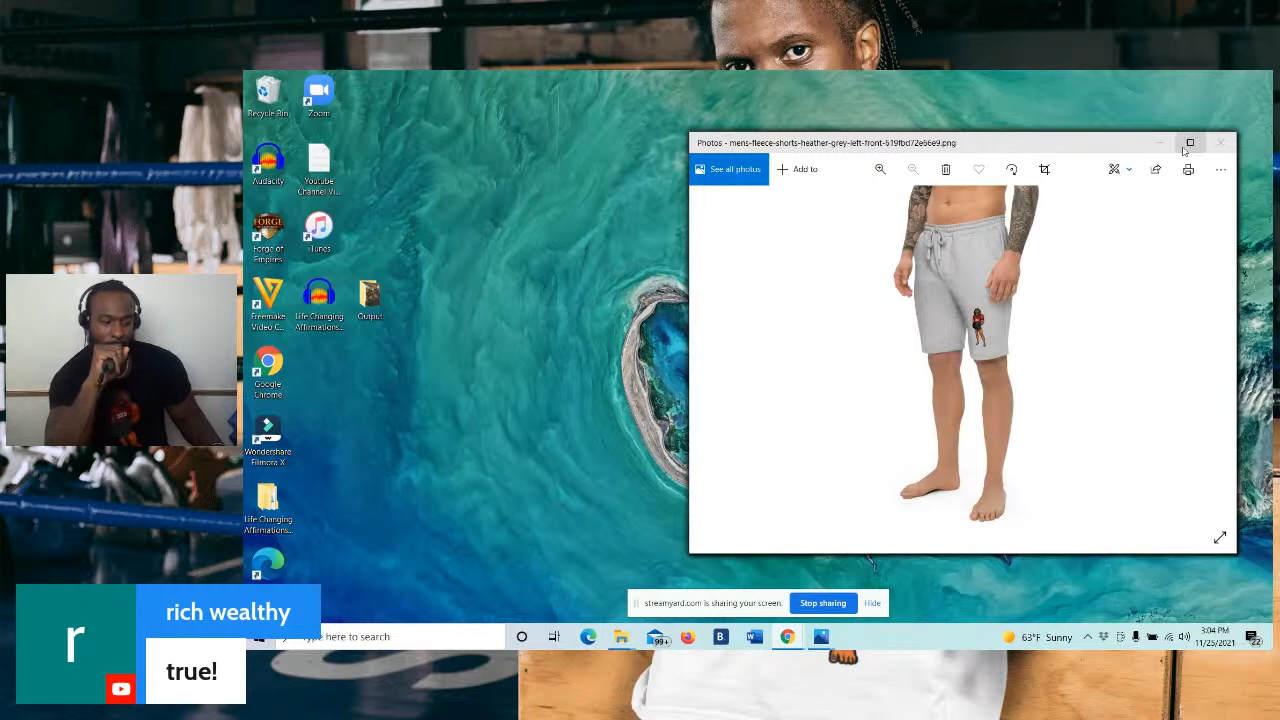 Recycle Bin
Zoom
Audacity
Youtube
Channel Vi...
Forge of
Empires
iTunes
Freemake
Video C...
Life Changing
Affirmations...
Output
Google
Chrome
Wondershare
Filmora X
Life Changing
Affirmations...
Photos - mens-fleece-shorts-heather-grey-left-front-619fbd72e66e9.png
See all photos
Add to
streamyard.com is sharing your screen.
Stop sharing
Hide
r
rich wealthy
true!
here to search
99+
B.
W
63°F Sunny
3:04 PM
11/25/2021
22